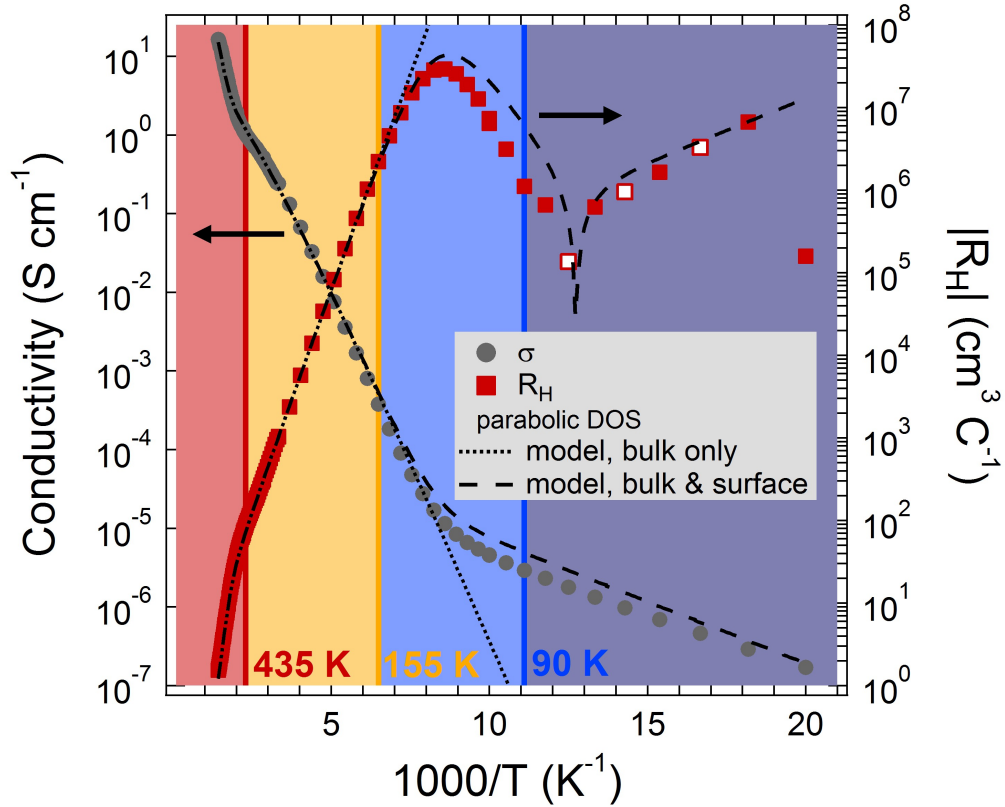 10¹
10⁰
10⁻¹
10⁻²
10⁻³
10⁻⁴
10⁻⁵
10⁻⁶
10⁻⁷
Conductivity (S cm⁻¹)
10⁸
10⁷
10⁶
10⁵
10⁴
10³
10²
10¹
10⁰
|R_H| (cm³ C⁻¹)
σ
R_H
parabolic DOS
model, bulk only
model, bulk & surface
435 K
155 K
90 K
5
10
15
20
1000/T (K⁻¹)